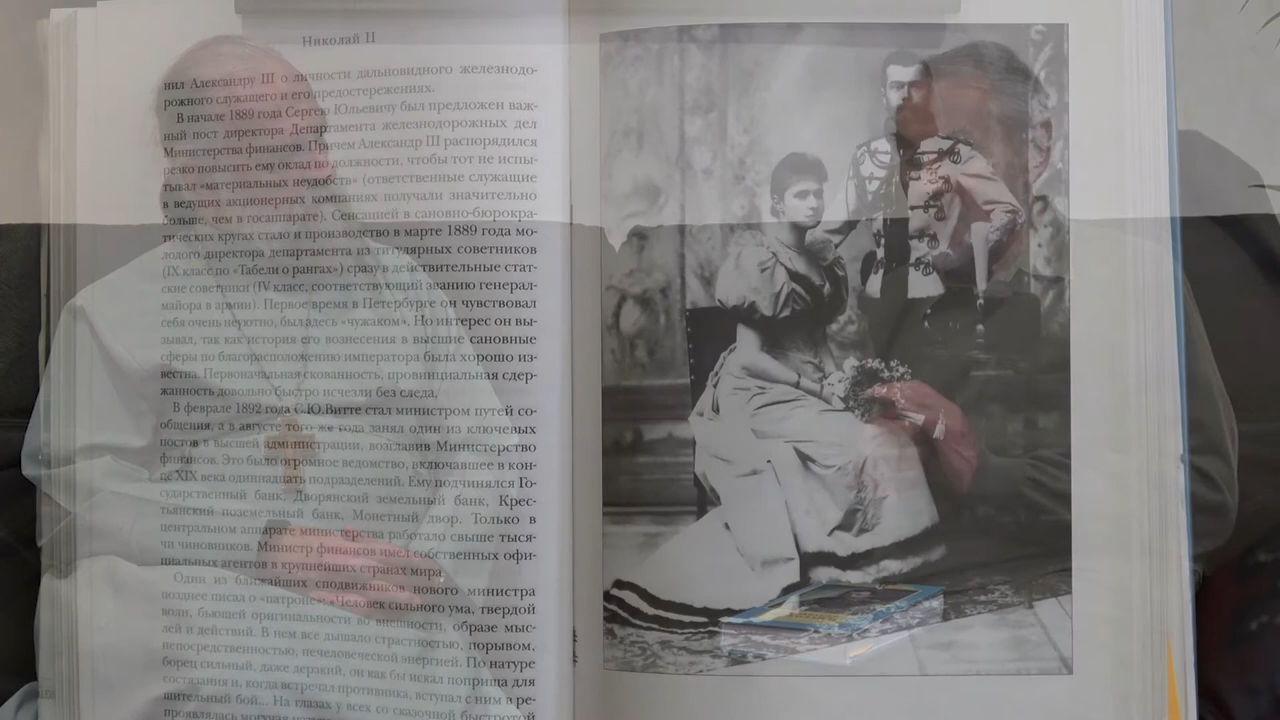 Николай II
нил Александру III о личности дальновидного железнодо-
рожного служащего и его предостережениях.
В начале 1889 года Сергею Юльевичу был предложен важ-
ный пост директора Департамента железнодорожных дел
Министерства финансов. Причем Александр III распорядился
резко повысить ему оклад по должности, чтобы тот не испы-
тывал «материальных неудобств» (ответственные служащие
в ведущих акционерных компаниях получали значительно
больше, чем в госаппарате). Сенсацией в сановно-бюрокра-
тических кругах стало и производство в марте 1889 года мо-
лодого директора департамента из титулярных советников
(IX класс по «Табели о рангах») сразу в действительные стат-
ские советники (IV класс, соответствующий званию генерал-
майора в армии). Первое время в Петербурге он чувствовал
себя очень неуютно, был здесь «чужаком». Но интерес он вы-
зывал, так как история его вознесения в высшие сановные
сферы по благорасположению императора была хорошо из-
вестна. Первоначальная скованность, провинциальная сдер-
жанность довольно быстро исчезли без следа.
В феврале 1892 года С.Ю.Витте стал министром путей со-
общения, а в августе того же года занял один из ключевых
постов в высшей администрации, возглавив Министерство
финансов. Это было огромное ведомство, включавшее в кон-
це XIX века одиннадцать подразделений. Ему подчинялся Го-
сударственный банк, Дворянский земельный банк, Крес-
тьянский поземельный банк, Монетный двор. Только в
центральном аппарате министерства работало свыше тыся-
чи чиновников. Министр финансов имел собственных офи-
циальных агентов в крупнейших странах мира.
Один из ближайших сподвижников нового министра
позднее писал о «патроне»: «Человек сильного ума, твердой
воли, бьющей оригинальности во внешности, образе мыс-
лей и действий. В нем все дышало страстностью, порывом,
непосредственностью, нечеловеческой энергией. По натуре
борец сильный, даже дерзкий, он как бы искал поприща для
состязания и, когда встречал противника, вступал с ним в ре-
шительный бой... На глазах у всех со сказочной быстротой
проявлялась могучая